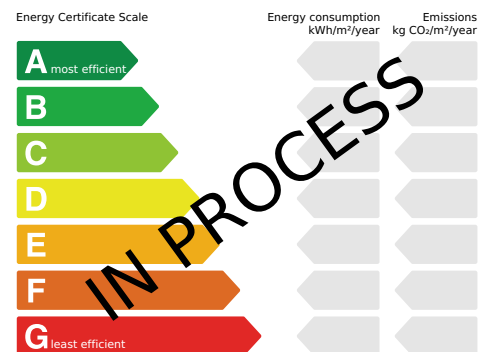 Energy Certificate Scale
Energy consumption
kWh/m²/year
Emissions
kg CO₂/m²/year
A most efficient
B
C
D
E
F
G least efficient
IN PROCESS